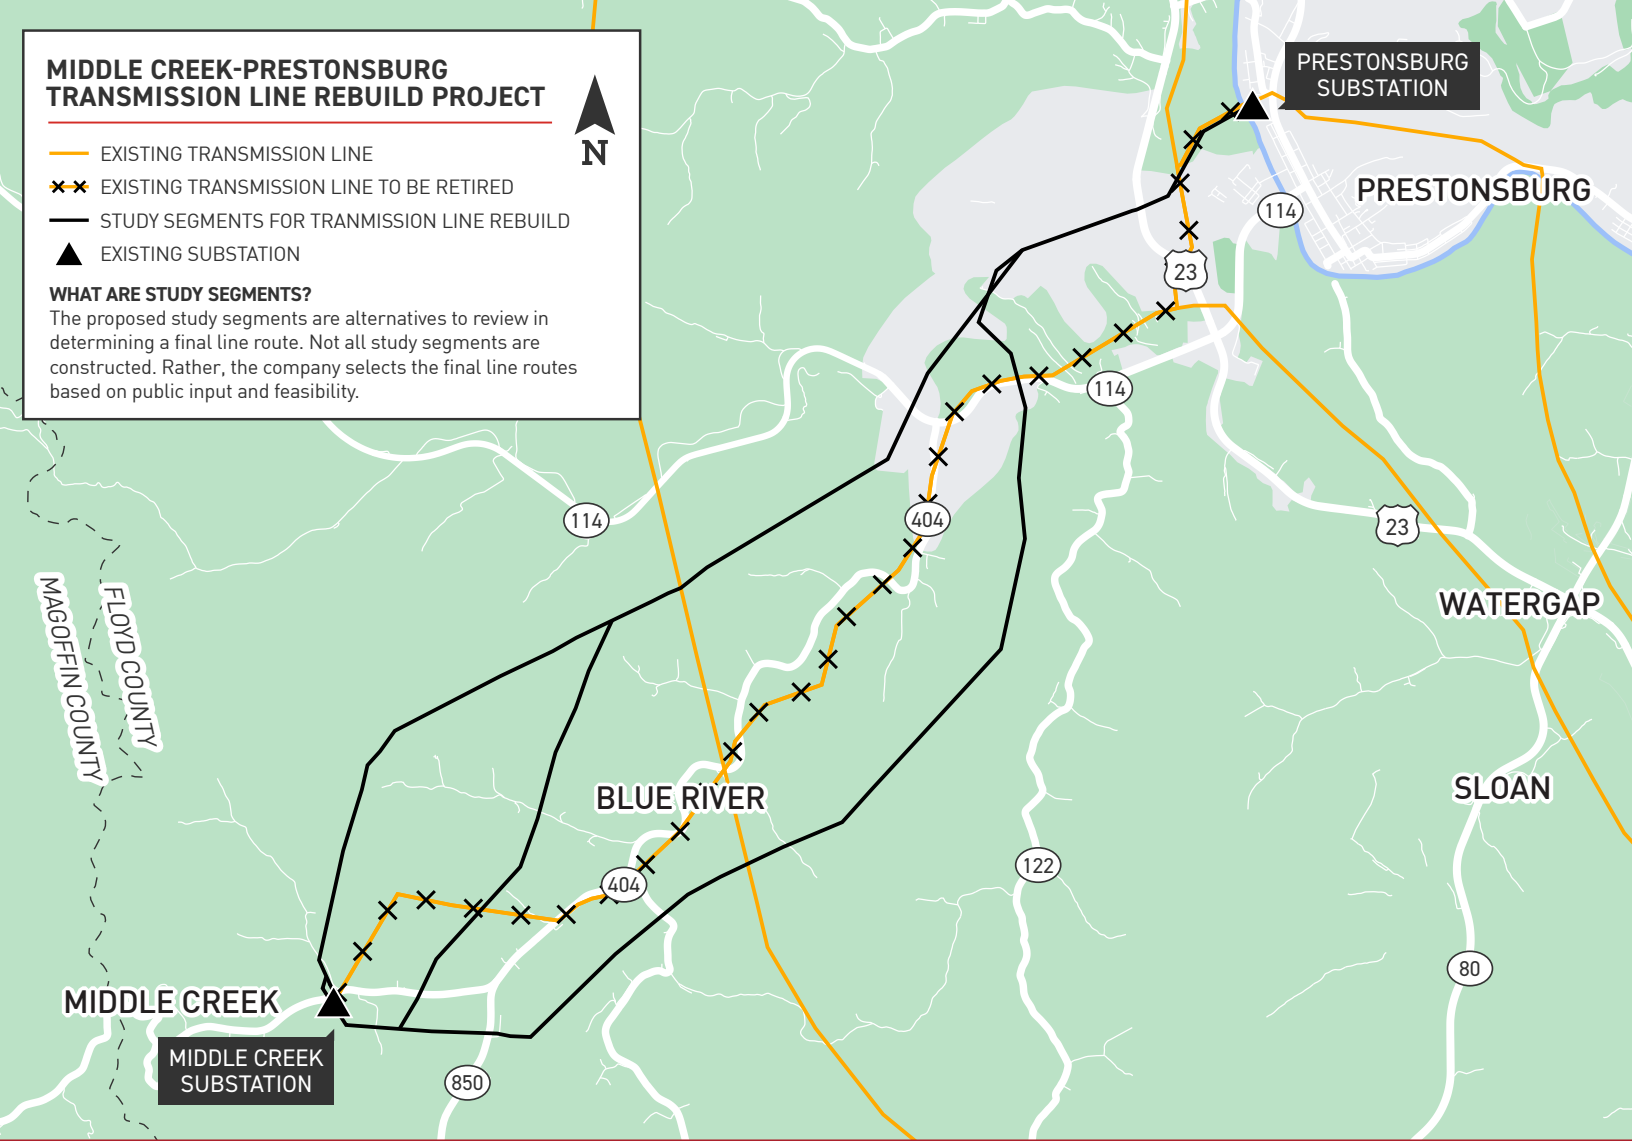 MIDDLE CREEK-PRESTONSBURG
TRANSMISSION LINE REBUILD PROJECT
N
EXISTING TRANSMISSION LINE
EXISTING TRANSMISSION LINE TO BE RETIRED
STUDY SEGMENTS FOR TRANMISSION LINE REBUILD
EXISTING SUBSTATION
WHAT ARE STUDY SEGMENTS?
The proposed study segments are alternatives to review in
determining a final line route. Not all study segments are
constructed. Rather, the company selects the final line routes
based on public input and feasibility.
PRESTONSBURG
SUBSTATION
PRESTONSBURG
114
23
114
114
404
23
WATERGAP
FLOYD COUNTY
MAGOFFIN COUNTY
SLOAN
BLUE RIVER
122
404
80
MIDDLE CREEK
MIDDLE CREEK
SUBSTATION
850